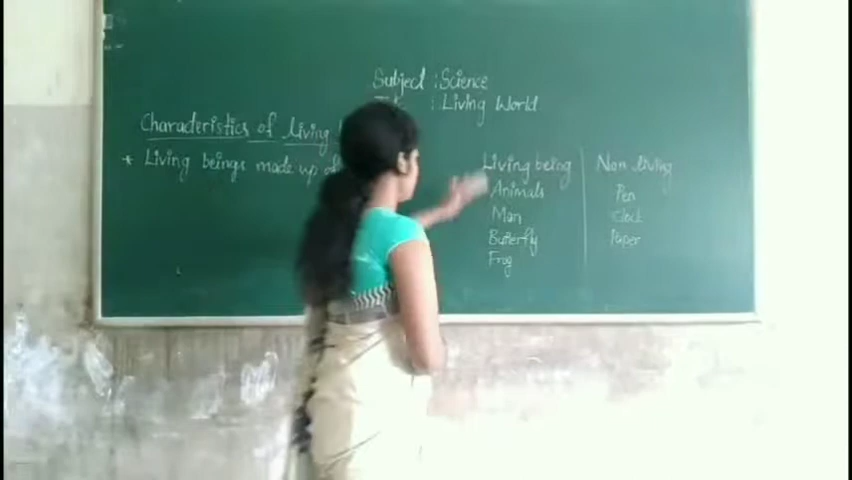 Subject : Science
: Living World
Characteristics of Living
* Living beings made up of
Living being
Non living
Animals
Pen
Man
Clock
Butterfly
Paper
Frog